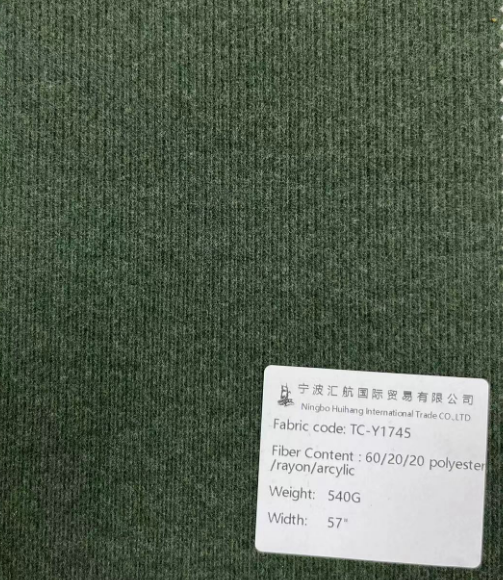 宁波汇航国际贸易有限公司
Ningbo Huihang International Trade CO.,LTD
Fabric code: TC-Y1745
Fiber Content : 60/20/20 polyester
/rayon/arcylic
Weight: 540G
Width: 57"